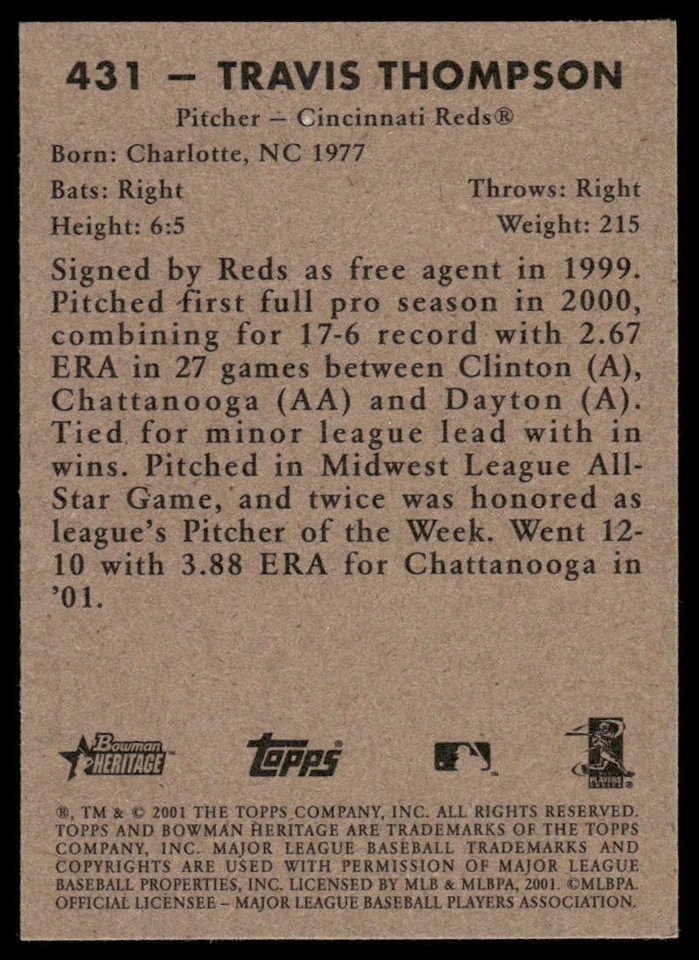 431 – TRAVIS THOMPSON
Pitcher – Cincinnati Reds®
Born: Charlotte, NC 1977
Bats: Right Throws: Right
Height: 6:5 Weight: 215
Signed by Reds as free agent in 1999.
Pitched first full pro season in 2000,
combining for 17-6 record with 2.67
ERA in 27 games between Clinton (A),
Chattanooga (AA) and Dayton (A).
Tied for minor league lead with in
wins. Pitched in Midwest League All-
Star Game, and twice was honored as
league's Pitcher of the Week. Went 12-
10 with 3.88 ERA for Chattanooga in
'01.
Bowman HERITAGE™ Topps® PLAYERS CHOICE ®
®, TM & © 2001 THE TOPPS COMPANY, INC. ALL RIGHTS RESERVED.
TOPPS AND BOWMAN HERITAGE ARE TRADEMARKS OF THE TOPPS
COMPANY, INC. MAJOR LEAGUE BASEBALL TRADEMARKS AND
COPYRIGHTS ARE USED WITH PERMISSION OF MAJOR LEAGUE
BASEBALL PROPERTIES, INC. LICENSED BY MLB & MLBPA, 2001. ©MLBPA.
OFFICIAL LICENSEE – MAJOR LEAGUE BASEBALL PLAYERS ASSOCIATION.